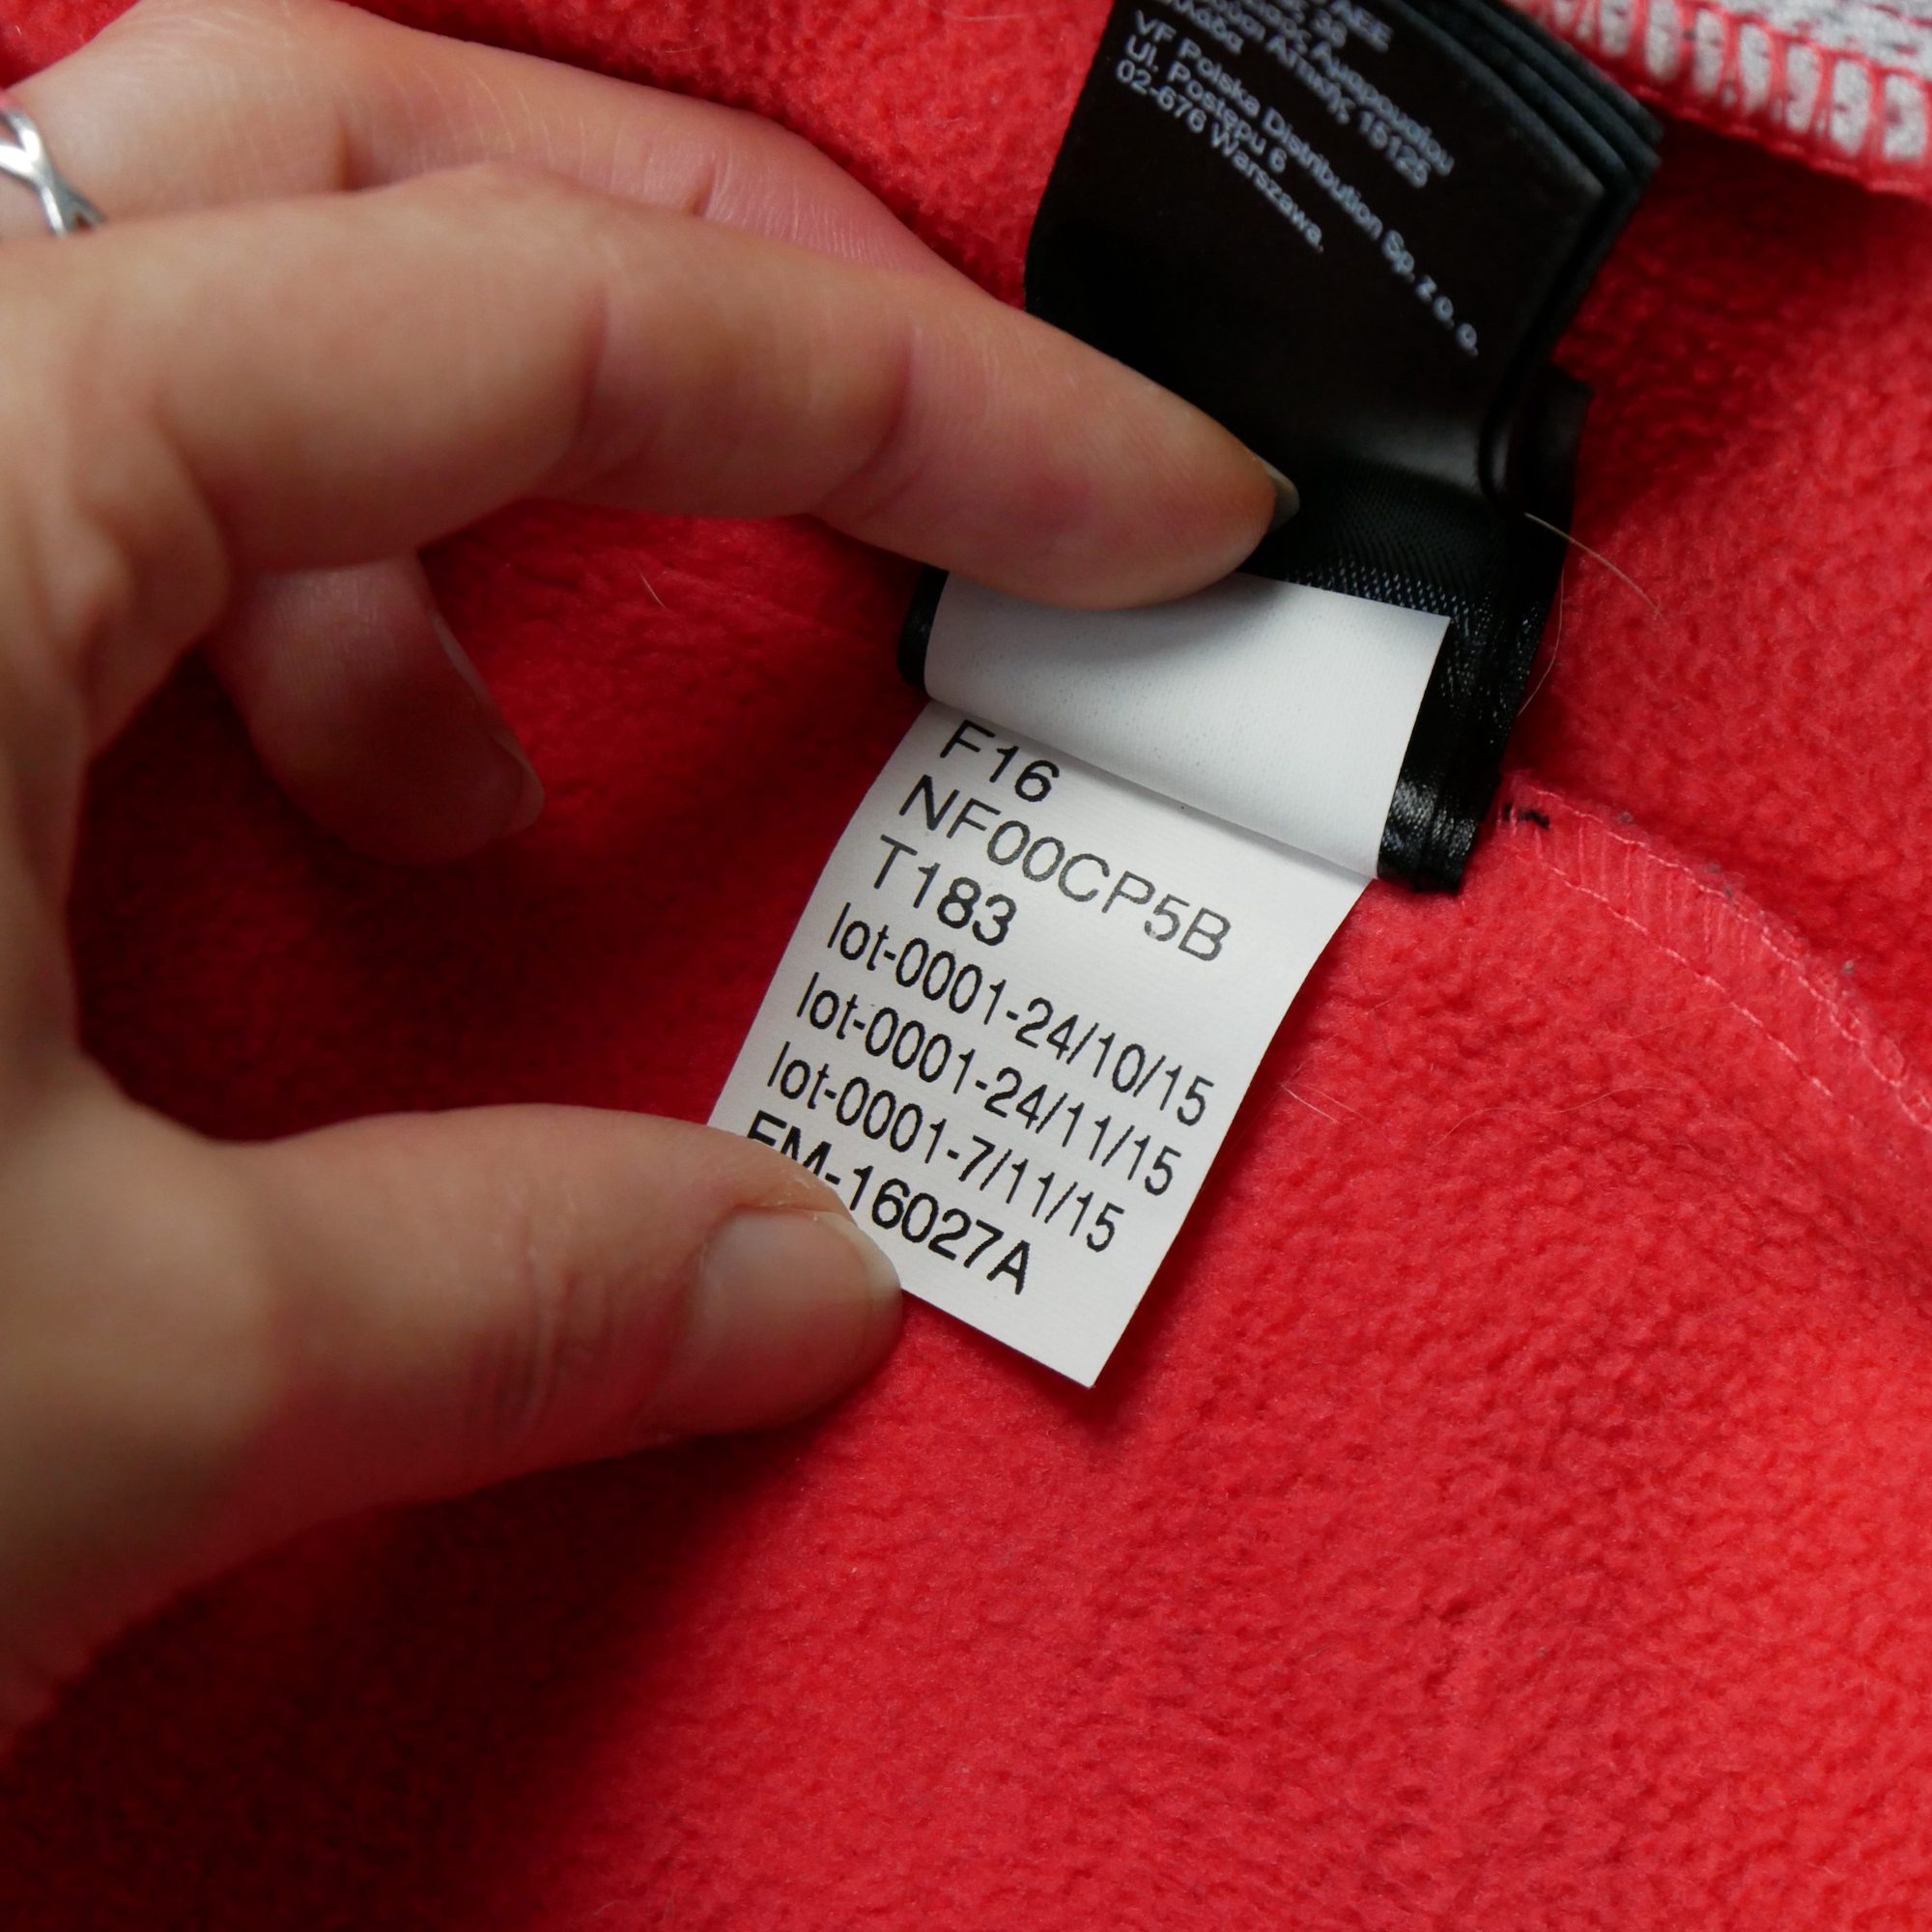 VF Polska Distribution Sp. z o. o.
Ul. Postępu 6
02-676 Warszawa.
F16
NF00CP5B
T183
lot-0001-24/10/15
lot-0001-24/11/15
lot-0001-7/11/15
FM-16027A